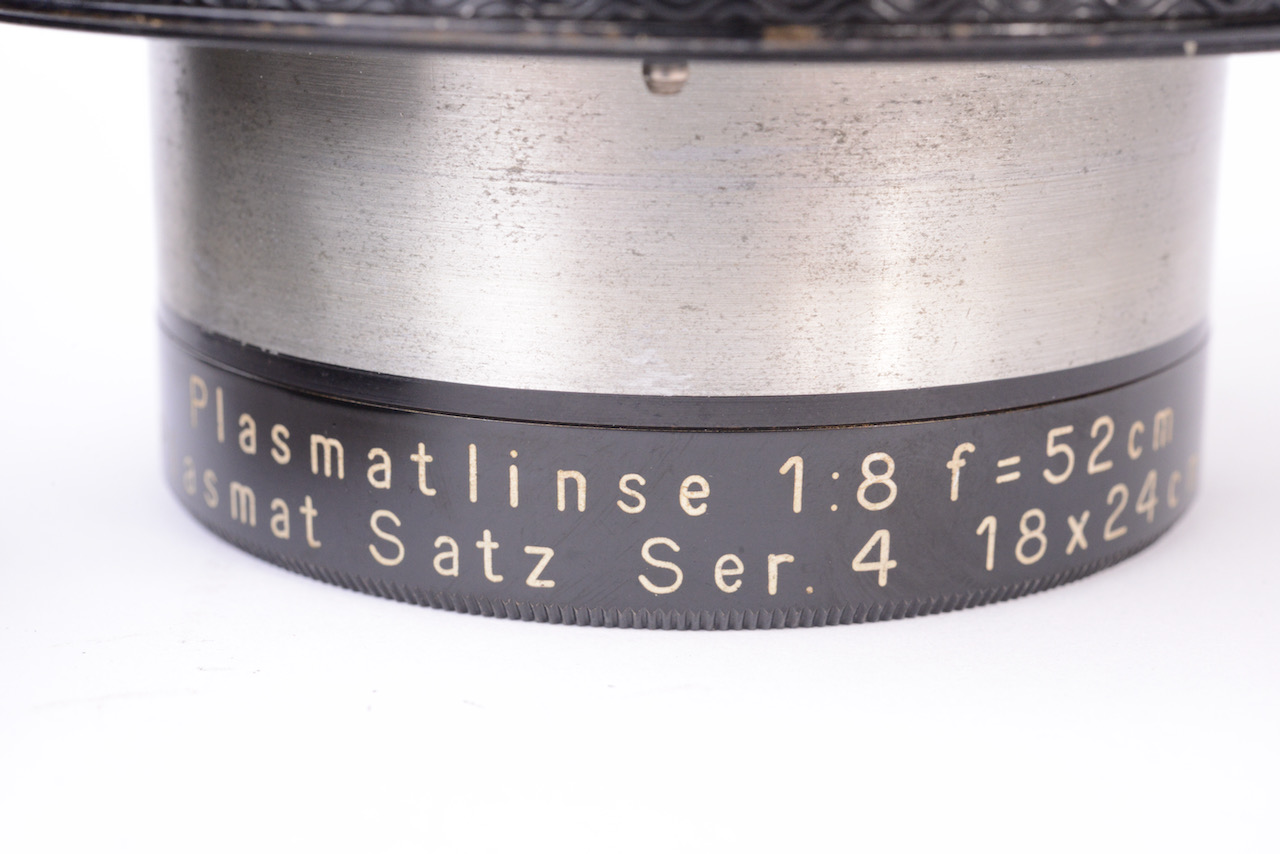 Plasmatlinse 1:8 f=52cm
asmat Satz Ser. 4 18x24c